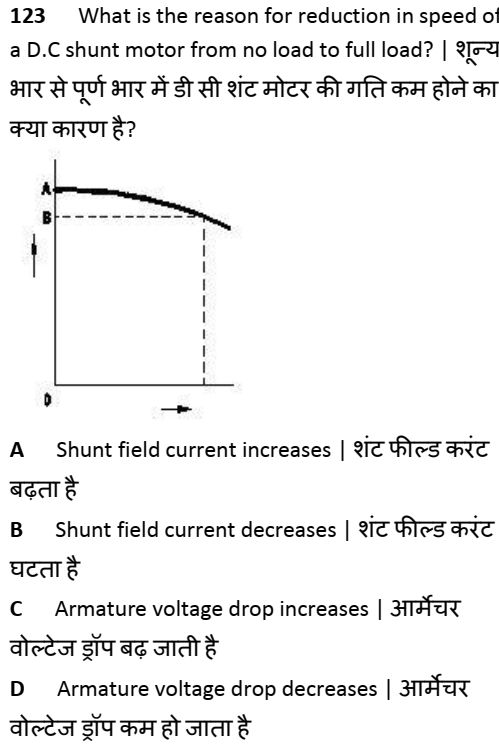 123 What is the reason for reduction in speed of
a D.C shunt motor from no load to full load? | शून्य
भार से पूर्ण भार में डी सी शंट मोटर की गति कम होने का
क्या कारण है?
A
B
D
A Shunt field current increases | शंट फील्ड करंट
बढ़ता है
B Shunt field current decreases | शंट फील्ड करंट
घटता है
C Armature voltage drop increases | आर्मेचर
वोल्टेज ड्रॉप बढ़ जाती है
D Armature voltage drop decreases | आर्मेचर
वोल्टेज ड्रॉप कम हो जाता है